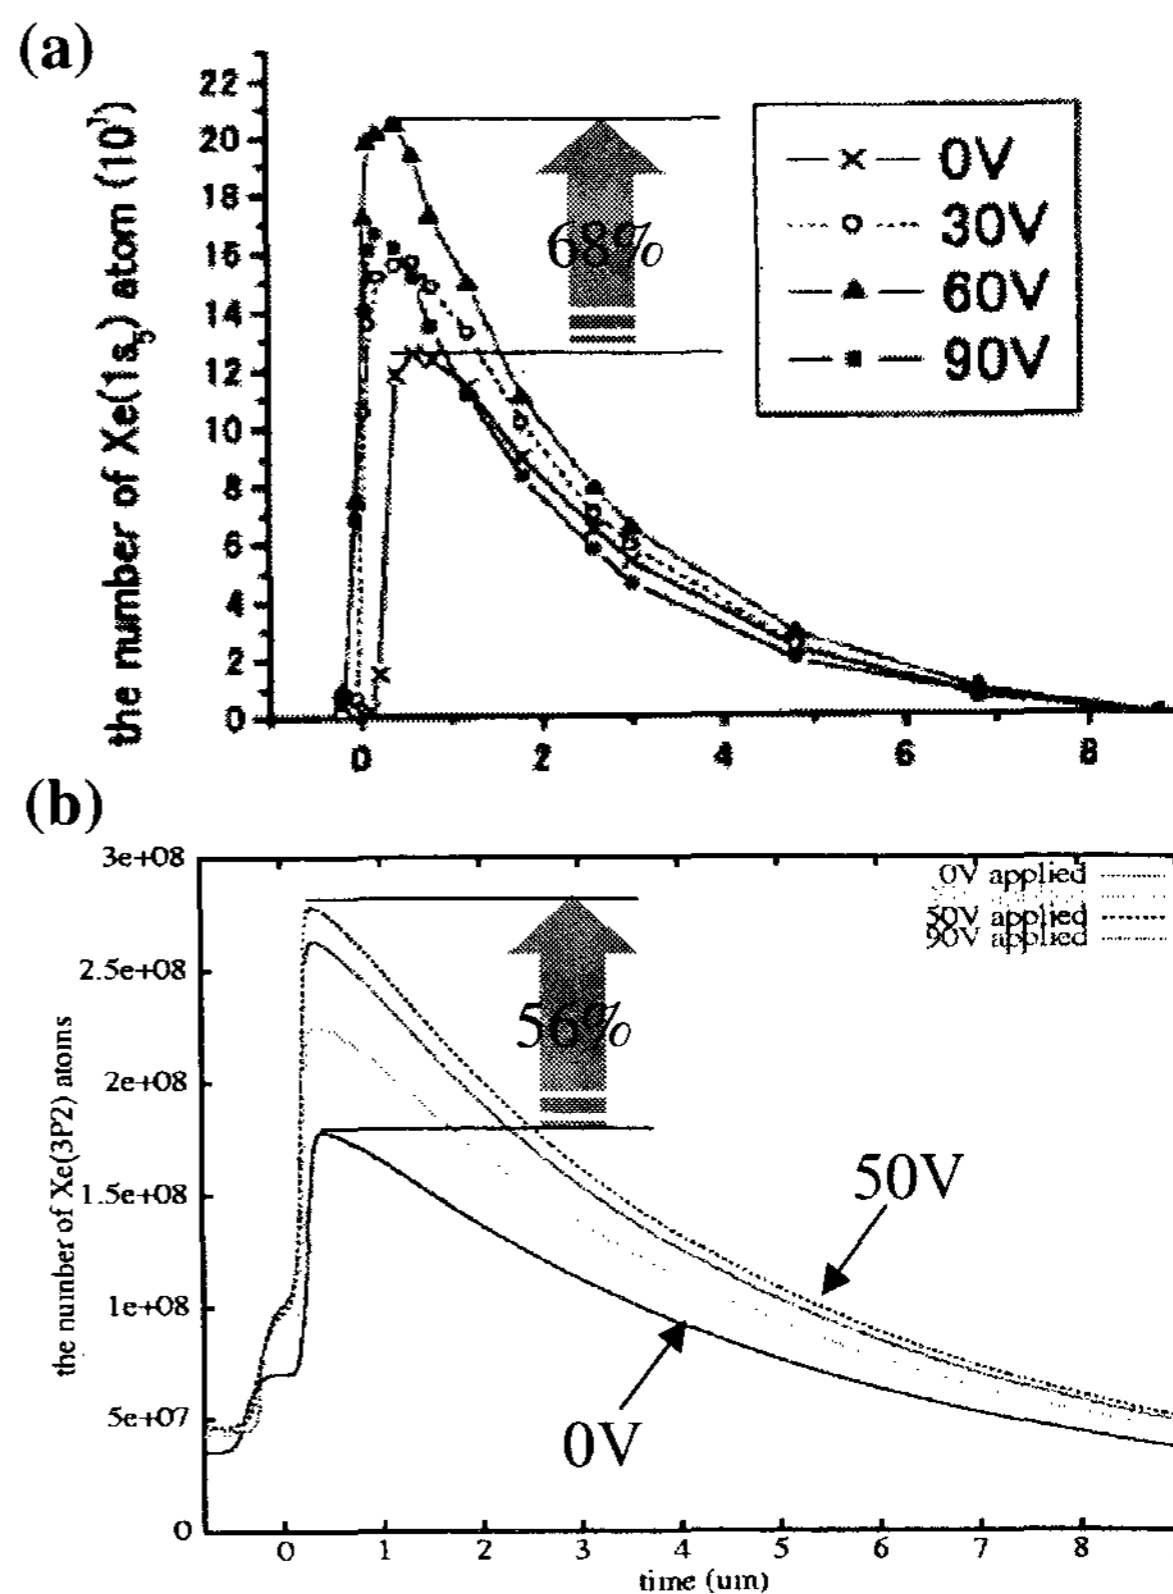 (a)
the number of Xe(1s5) atom (10
22
20
18
16
14
12
10
8
6
4
2
0
0
2
4
6
8
68%
0V
30V
60V
90V
(b)
the number of Xe(3P2) atoms
3e+08
2.5e+08
2e+08
1.5e+08
1e+08
5e+07
0
0
1
2
3
4
5
6
7
8
time (um)
0V applied
50V applied
90V applied
56%
50V
0V